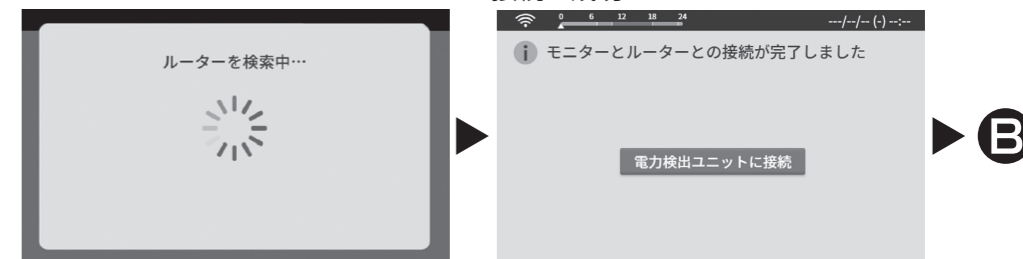 ルーターを検索中…
0 6 12 18 24
---/--/-- (-) --:--
モニターとルーターとの接続が完了しました
電力検出ユニットに接続
B